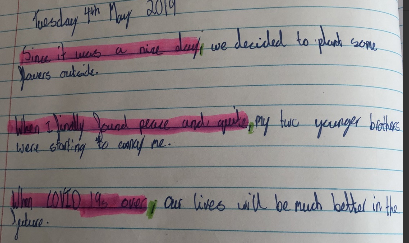 Tuesday 4th May 2019
Since it was a nice day, we decided to plant some
flowers outside.
When I finally found peace and quite, my two younger brothers
were starting to annoy me.
When COVID 19s over, our lives will be much better in the
future.